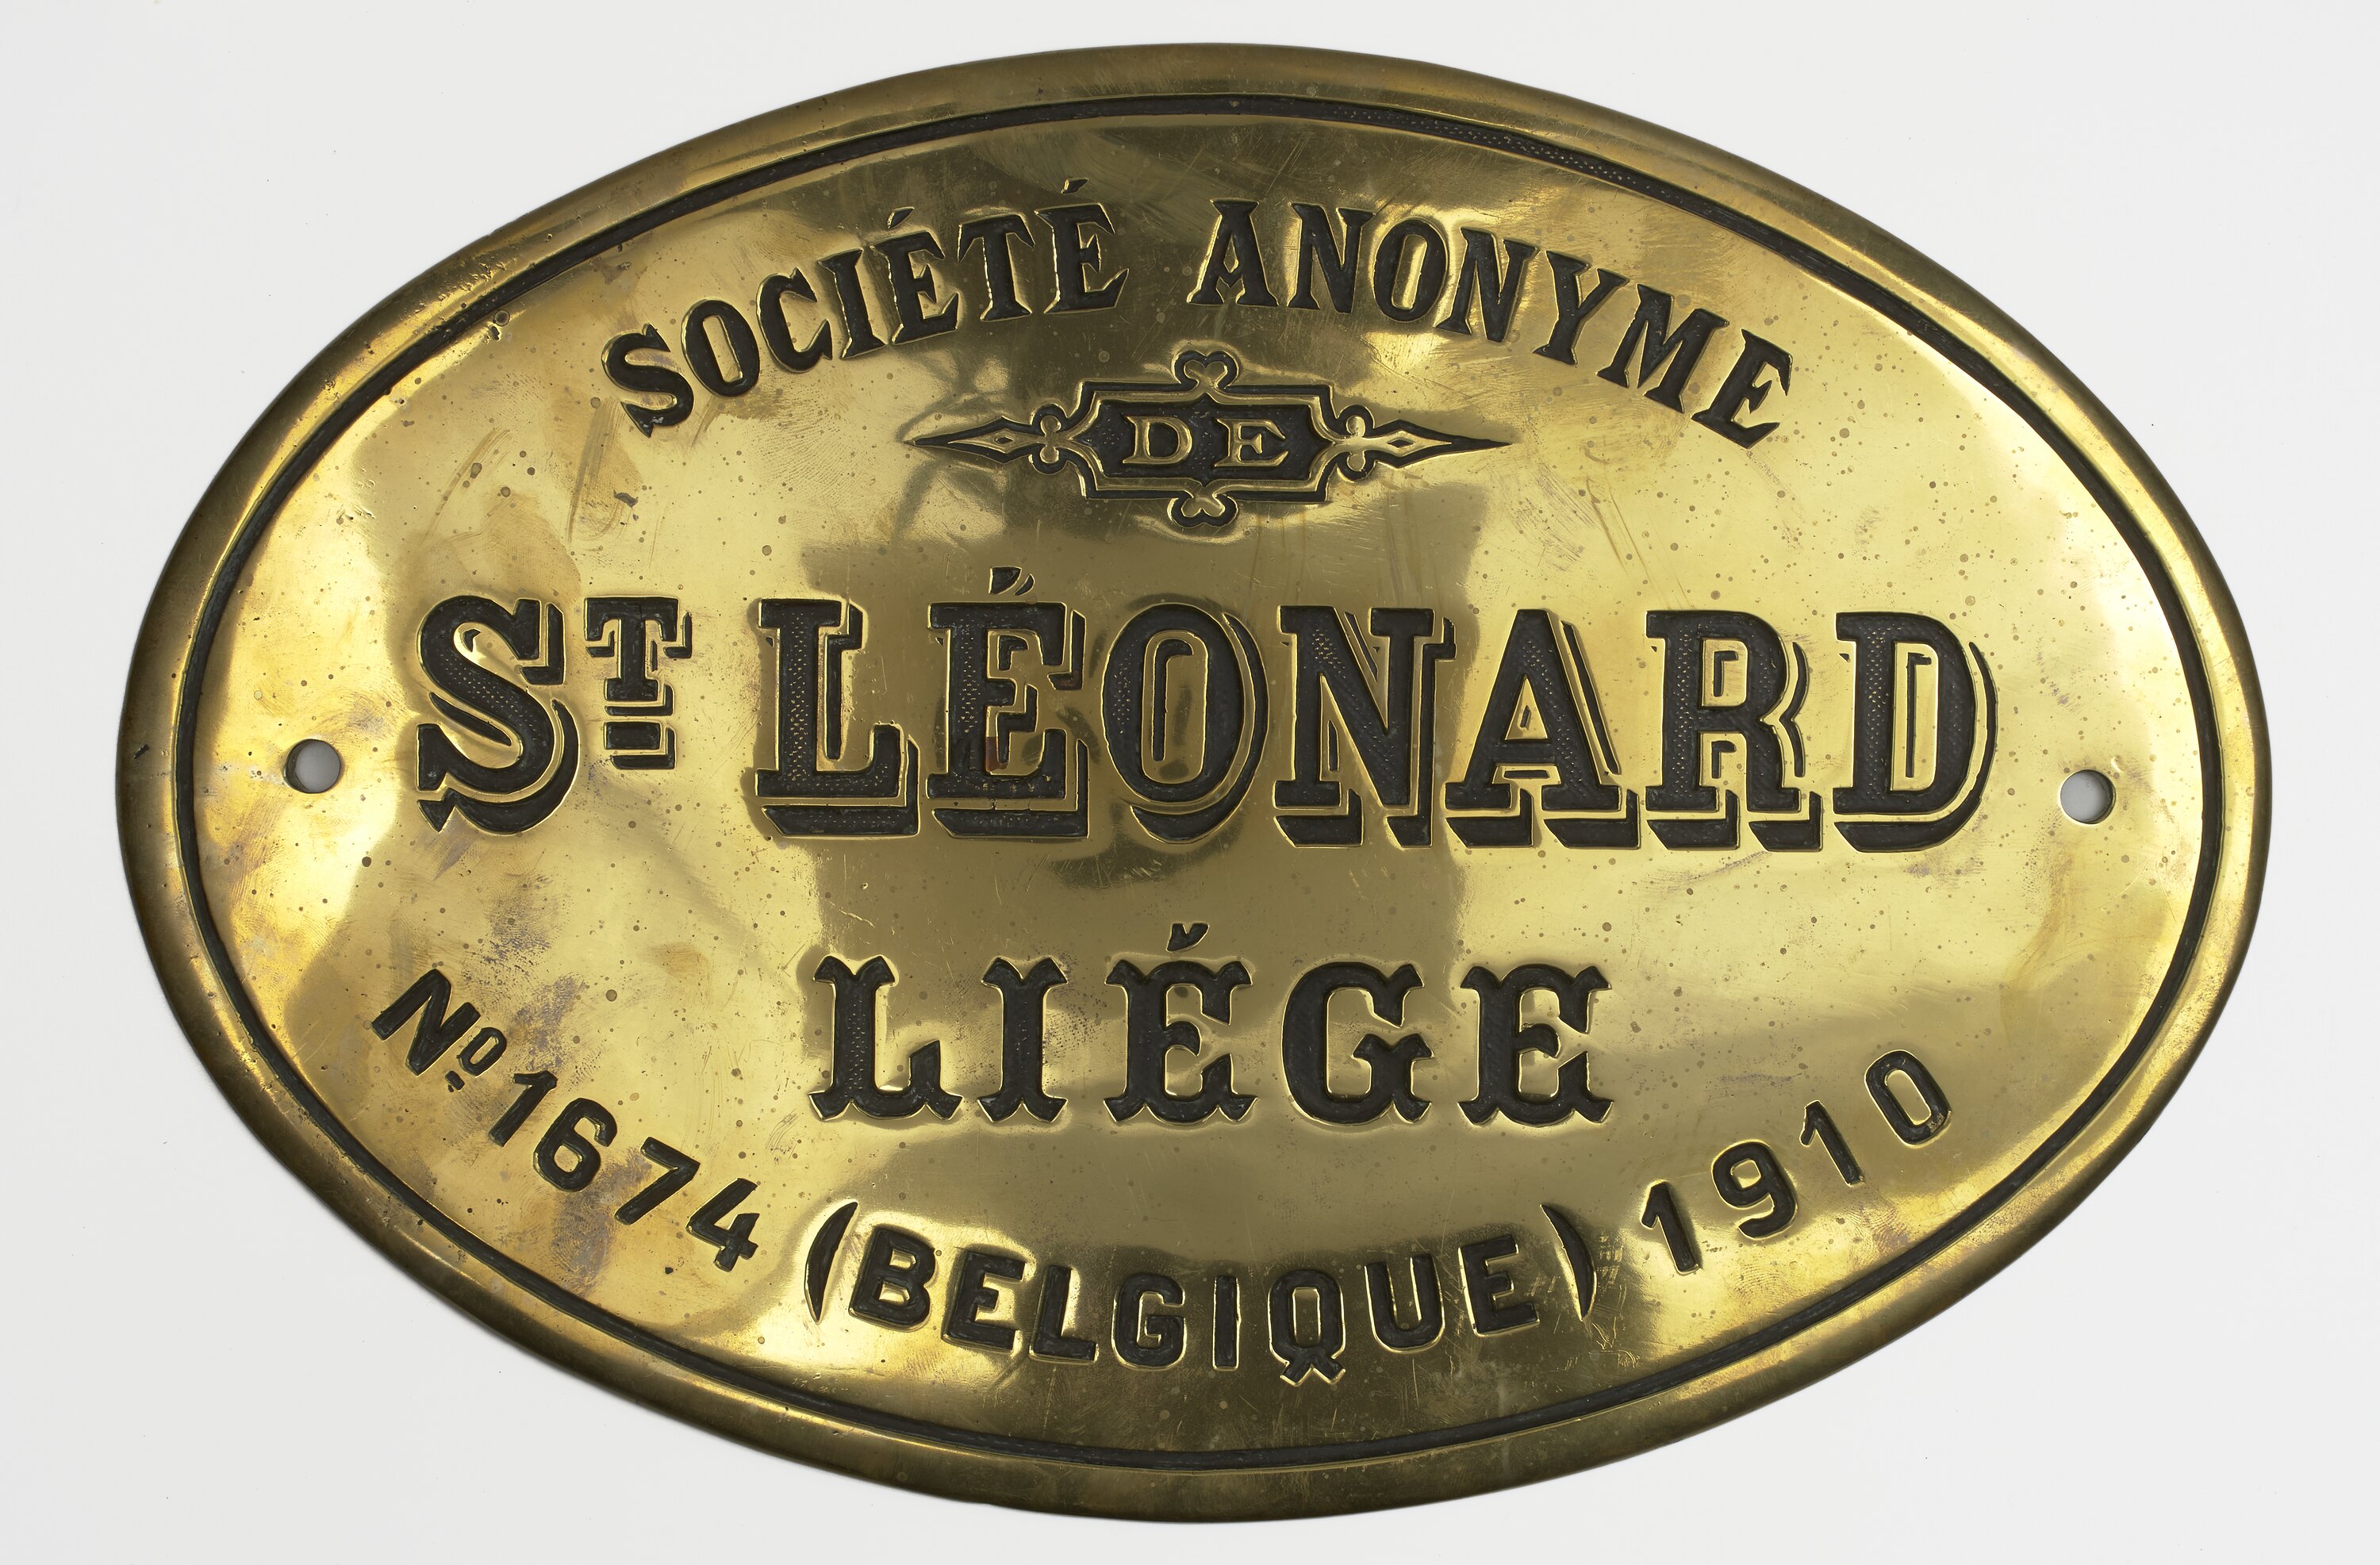 SOCIÉTÉ ANONYME
DE
ST LÉONARD
LIÉGE
No 1674 (BELGIQUE) 1910